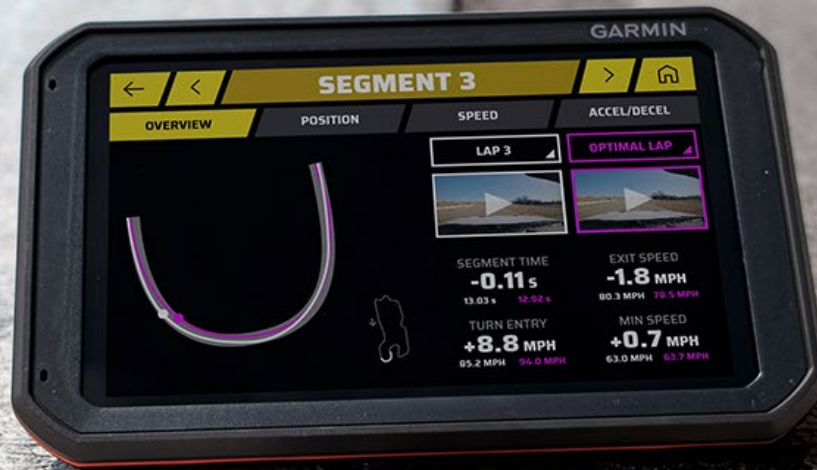 GARMIN
SEGMENT 3
OVERVIEW POSITION SPEED ACCEL/DECEL
LAP 3 OPTIMAL LAP
SEGMENT TIME EXIT SPEED
-0.11 s -1.8 MPH
13.03 s 12.92 s 80.3 MPH 78.5 MPH
TURN ENTRY MIN SPEED
+8.8 MPH +0.7 MPH
85.2 MPH 94.0 MPH 63.0 MPH 63.7 MPH